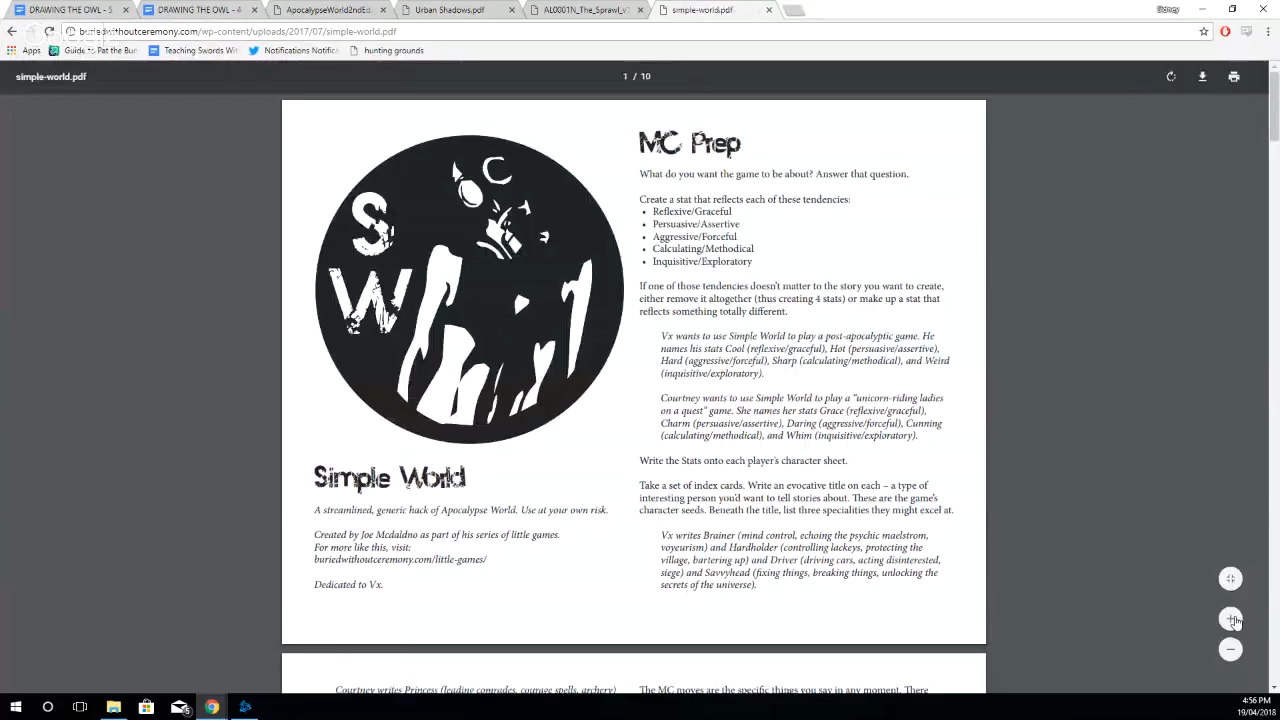 DRAWING THE OWL - 5
DRAWING THE OWL - 4
ApocalypseWorld2ndEd
Urban Shadows.pdf
AL0001N_The_Sprawl_v
simple-world.pdf
buriedwithoutceremony.com/wp-content/uploads/2017/07/simple-world.pdf
Apps
Guide to Pat the Bun
Teaching Swords Wit
Notifications Notific
hunting grounds
simple-world.pdf
1 / 10
S
W
Simple World
A streamlined, generic hack of Apocalypse World. Use at your own risk.
Created by Joe Mcdaldno as part of his series of little games.
For more like this, visit:
buriedwithoutceremony.com/little-games/
Dedicated to Vx.
MC Prep
What do you want the game to be about? Answer that question.
Create a stat that reflects each of these tendencies:
• Reflexive/Graceful
• Persuasive/Assertive
• Aggressive/Forceful
• Calculating/Methodical
• Inquisitive/Exploratory
If one of those tendencies doesn't matter to the story you want to create,
either remove it altogether (thus creating 4 stats) or make up a stat that
reflects something totally different.
Vx wants to use Simple World to play a post-apocalyptic game. He
names his stats Cool (reflexive/graceful), Hot (persuasive/assertive),
Hard (aggressive/forceful), Sharp (calculating/methodical), and Weird
(inquisitive/exploratory).
Courtney wants to use Simple World to play a "unicorn-riding ladies
on a quest" game. She names her stats Grace (reflexive/graceful),
Charm (persuasive/assertive), Daring (aggressive/forceful), Cunning
(calculating/methodical), and Whim (inquisitive/exploratory).
Write the Stats onto each player's character sheet.
Take a set of index cards. Write an evocative title on each – a type of
interesting person you'd want to tell stories about. These are the game's
character seeds. Beneath the title, list three specialities they might excel at.
Vx writes Brainer (mind control, echoing the psychic maelstrom,
voyeurism) and Hardholder (controlling lackeys, protecting the
village, bartering up) and Driver (driving cars, acting disinterested,
siege) and Savvyhead (fixing things, breaking things, unlocking the
secrets of the universe).
Courtney writes Princess (leading comrades, courage spells, archery)
The MC moves are the specific things you say in any moment. There
4:56 PM
19/04/2018